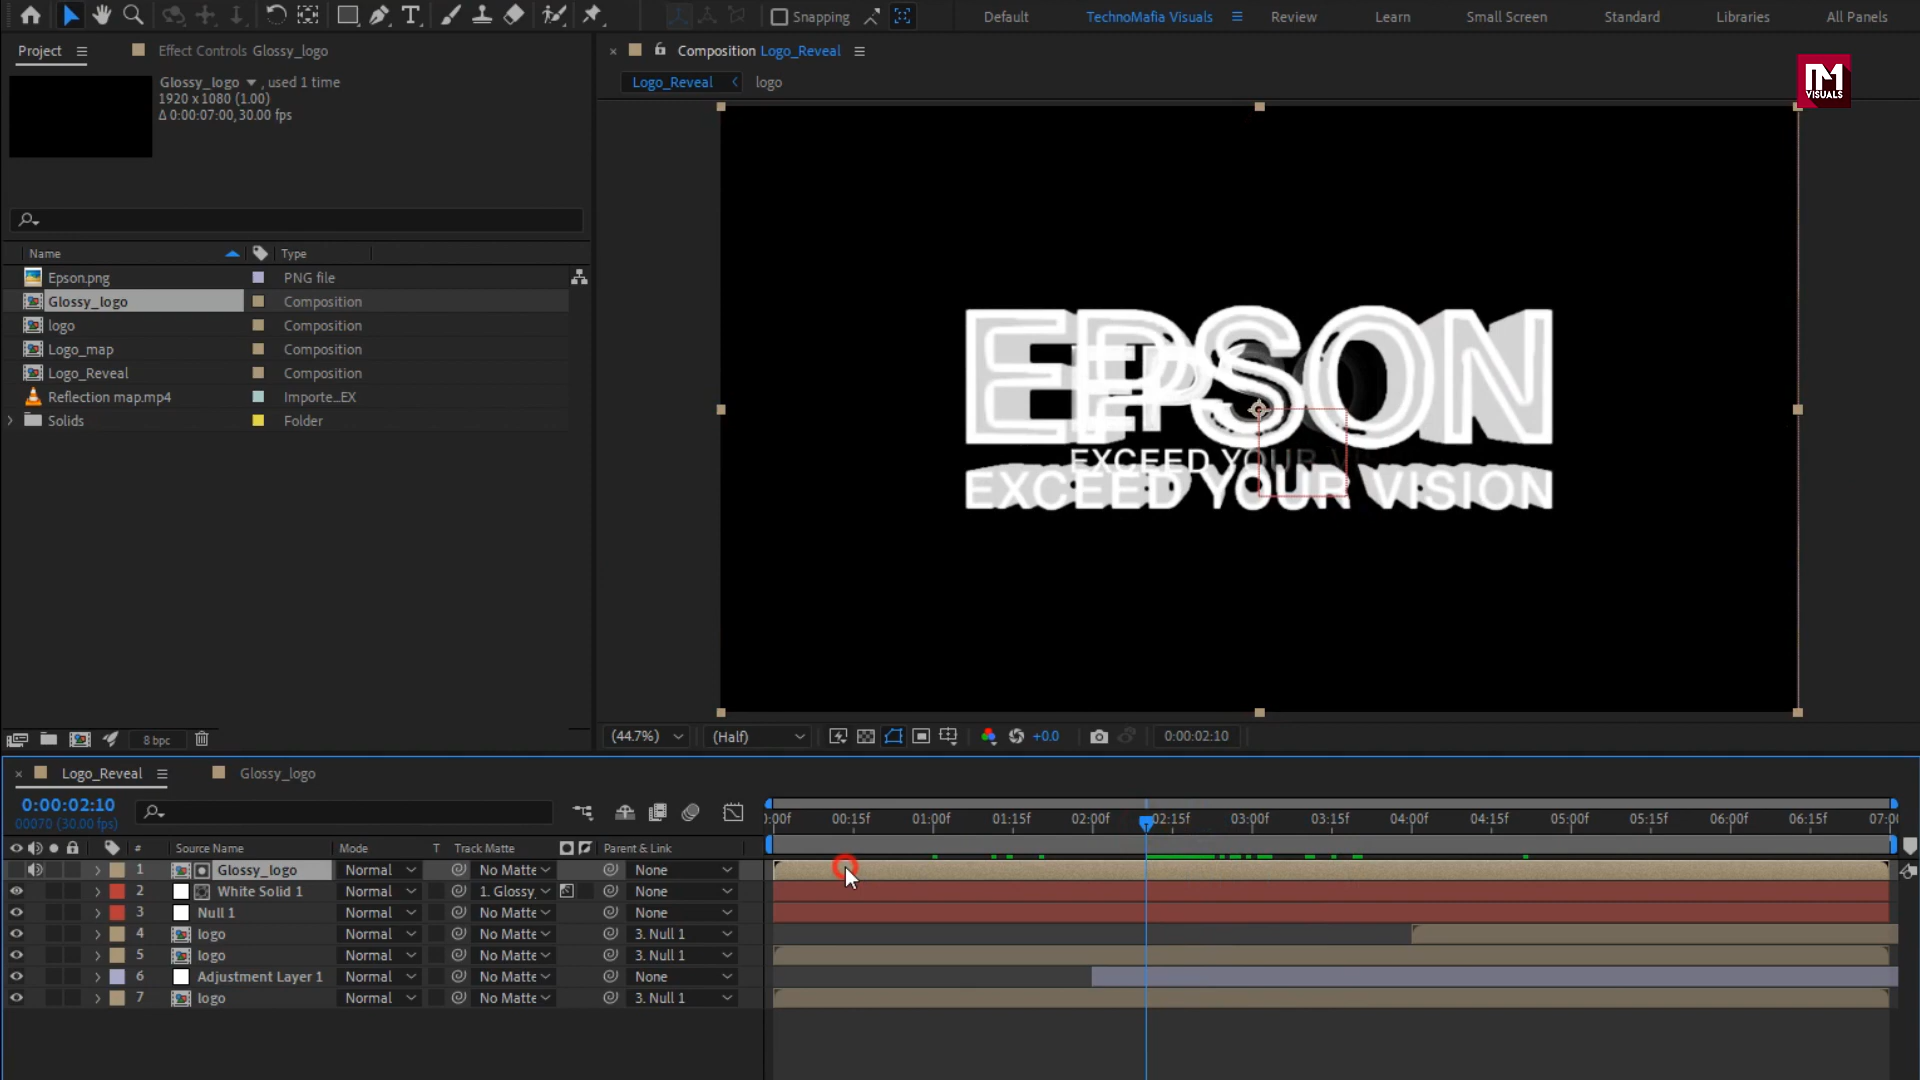 Snapping
Default
TechnoMafia Visuals
Review
Learn
Small Screen
Standard
Libraries
All Panels
Project
Effect Controls Glossy_logo
Composition Logo_Reveal
Logo_Reveal
logo
VISUALS
Glossy_logo , used 1 time
1920 x 1080 (1.00)
Δ 0:00:07:00, 30.00 fps
Name
Type
Epson.png PNG file
Glossy_logo Composition
logo Composition
Logo_map Composition
Logo_Reveal Composition
Reflection map.mp4 Importe...EX
Solids Folder
EPSON
EXCEED YOUR
EXCEED YOUR VISION
8 bpc
(44.7%)
(Half)
+0.0
0:00:02:10
Logo_Reveal
Glossy_logo
0:00:02:10
00070 (30.00 fps)
:00f 00:15f 01:00f 01:15f 02:00f 02:15f 03:00f 03:15f 04:00f 04:15f 05:00f 05:15f 06:00f 06:15f 07:00
# Source Name Mode T Track Matte Parent & Link
1 Glossy_logo Normal No Matte None
2 White Solid 1 Normal 1. Glossy None
3 Null 1 Normal No Matte None
4 logo Normal No Matte 3. Null 1
5 logo Normal No Matte 3. Null 1
6 Adjustment Layer 1 Normal No Matte None
7 logo Normal No Matte 3. Null 1